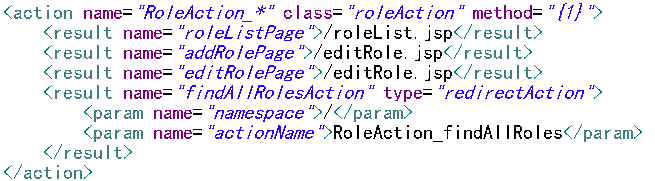 <action name="RoleAction_*" class="roleAction" method="{1}">
    <result name="roleListPage">/roleList.jsp</result>
    <result name="addRolePage">/editRole.jsp</result>
    <result name="editRolePage">/editRole.jsp</result>
    <result name="findAllRolesAction" type="redirectAction">
        <param name="namespace">/</param>
        <param name="actionName">RoleAction_findAllRoles</param>
    </result>
</action>